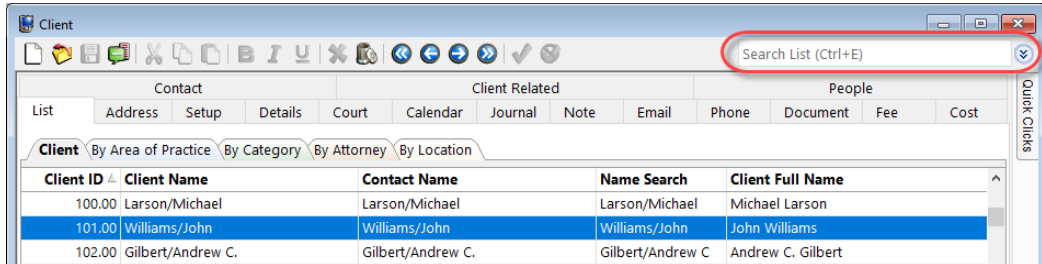 Client
B I U
Search List (Ctrl+E)
Contact Client Related People
List Address Setup Details Court Calendar Journal Note Email Phone Document Fee Cost
Quick Clicks
Client By Area of Practice By Category By Attorney By Location
Client ID Client Name Contact Name Name Search Client Full Name
100.00 Larson/Michael Larson/Michael Larson/Michael Michael Larson
101.00 Williams/John Williams/John Williams/John John Williams
102.00 Gilbert/Andrew C. Gilbert/Andrew C. Gilbert/Andrew C Andrew C. Gilbert